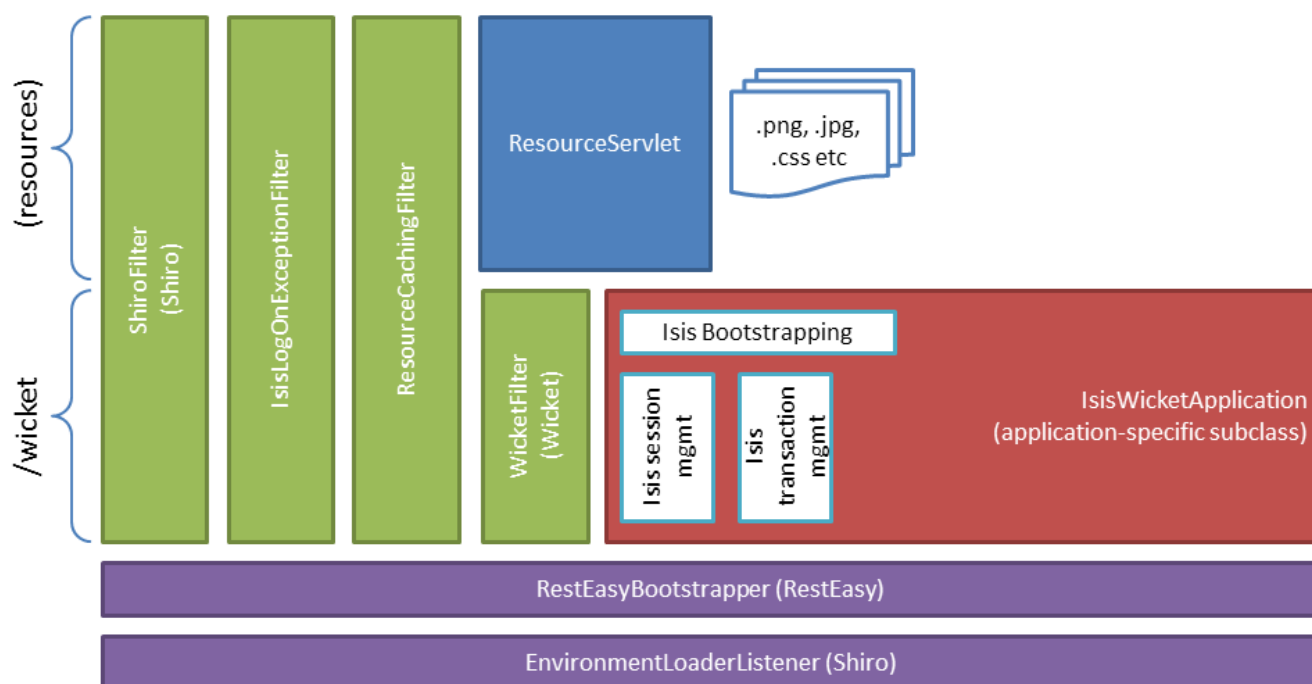 (resources)
/wicket
ShiroFilter
(Shiro)
IsisLogOnExceptionFilter
ResourceCachingFilter
ResourceServlet
.png, .jpg,
.css etc
WicketFilter
(Wicket)
Isis Bootstrapping
Isis session
mgmt
Isis
transaction
mgmt
IsisWicketApplication
(application-specific subclass)
RestEasyBootstrapper (RestEasy)
EnvironmentLoaderListener (Shiro)